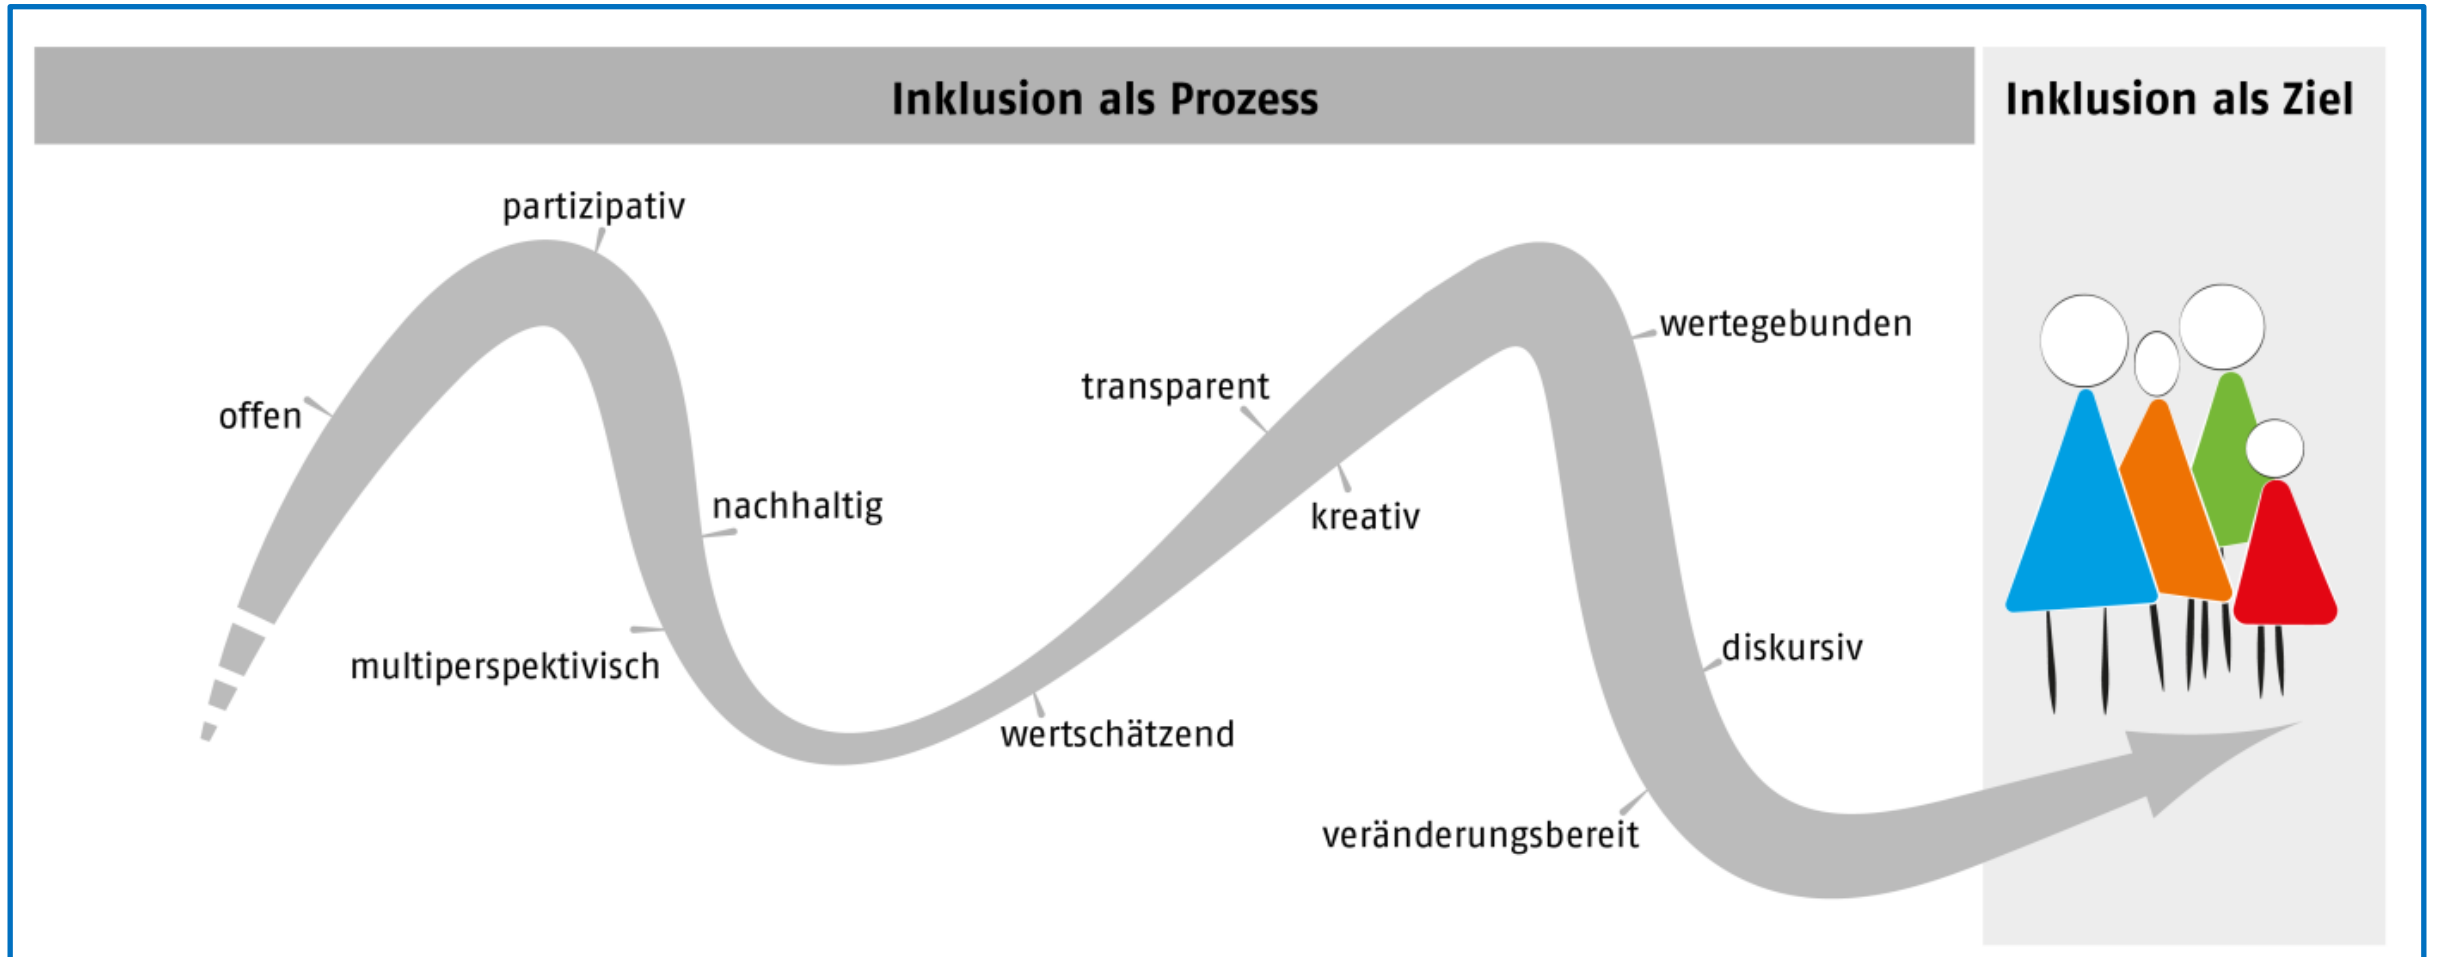 Inklusion als Prozess
Inklusion als Ziel
partizipativ
offen
nachhaltig
multiperspektivisch
wertschätzend
transparent
kreativ
wertegebunden
diskursiv
veränderungsbereit